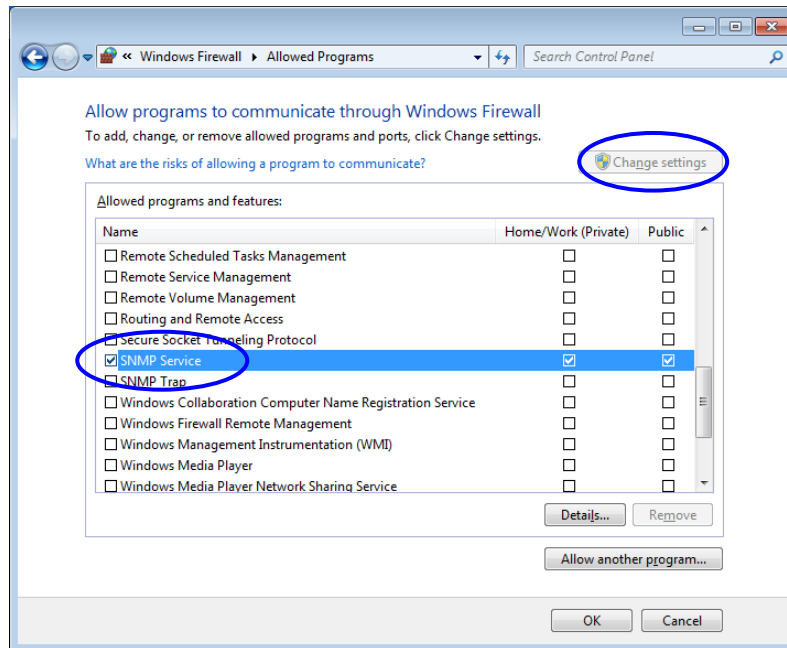 « Windows Firewall ▸ Allowed Programs Search Control Panel
Allow programs to communicate through Windows Firewall
To add, change, or remove allowed programs and ports, click Change settings.
What are the risks of allowing a program to communicate?
Change settings
Allowed programs and features:
Name Home/Work (Private) Public
Remote Scheduled Tasks Management
Remote Service Management
Remote Volume Management
Routing and Remote Access
Secure Socket Tunneling Protocol
SNMP Service
SNMP Trap
Windows Collaboration Computer Name Registration Service
Windows Firewall Remote Management
Windows Management Instrumentation (WMI)
Windows Media Player
Windows Media Player Network Sharing Service
Details... Remove
Allow another program...
OK Cancel